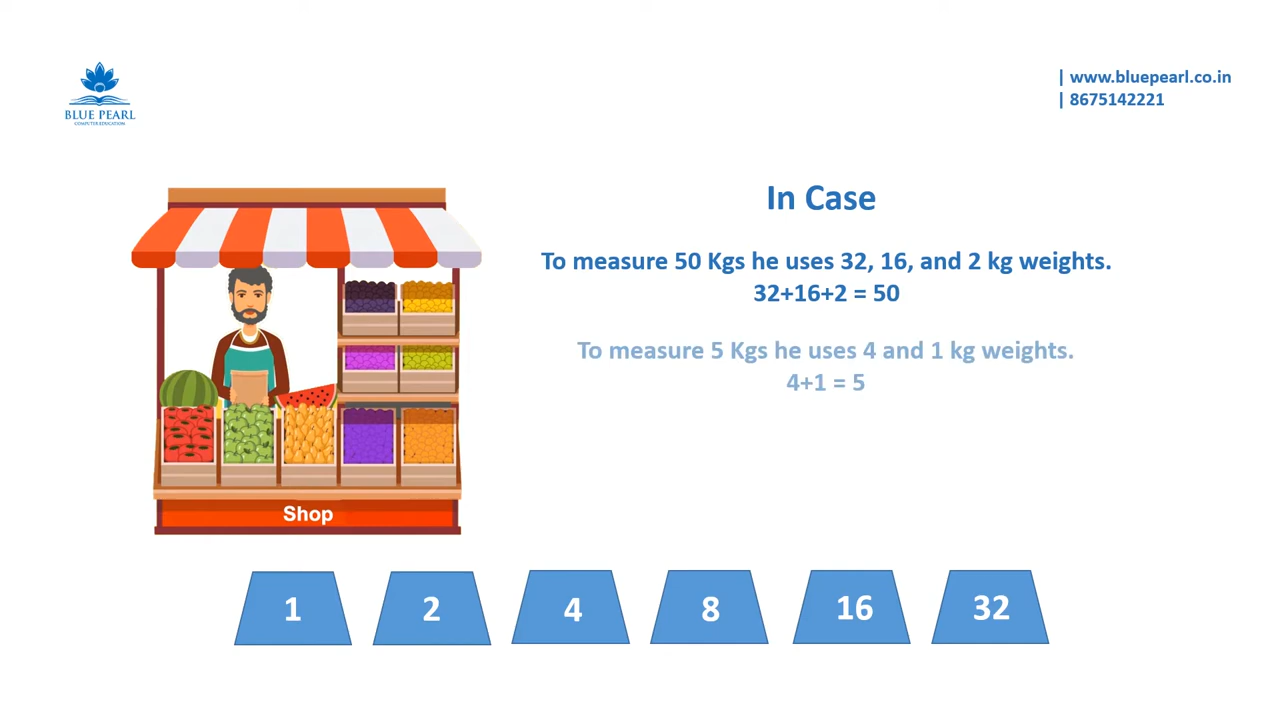 BLUE PEARL
COMPUTER EDUCATION
| www.bluepearl.co.in
| 8675142221
In Case
To measure 50 Kgs he uses 32, 16, and 2 kg weights.
32+16+2 = 50
To measure 5 Kgs he uses 4 and 1 kg weights.
4+1 = 5
Shop
1 2 4 8 16 32